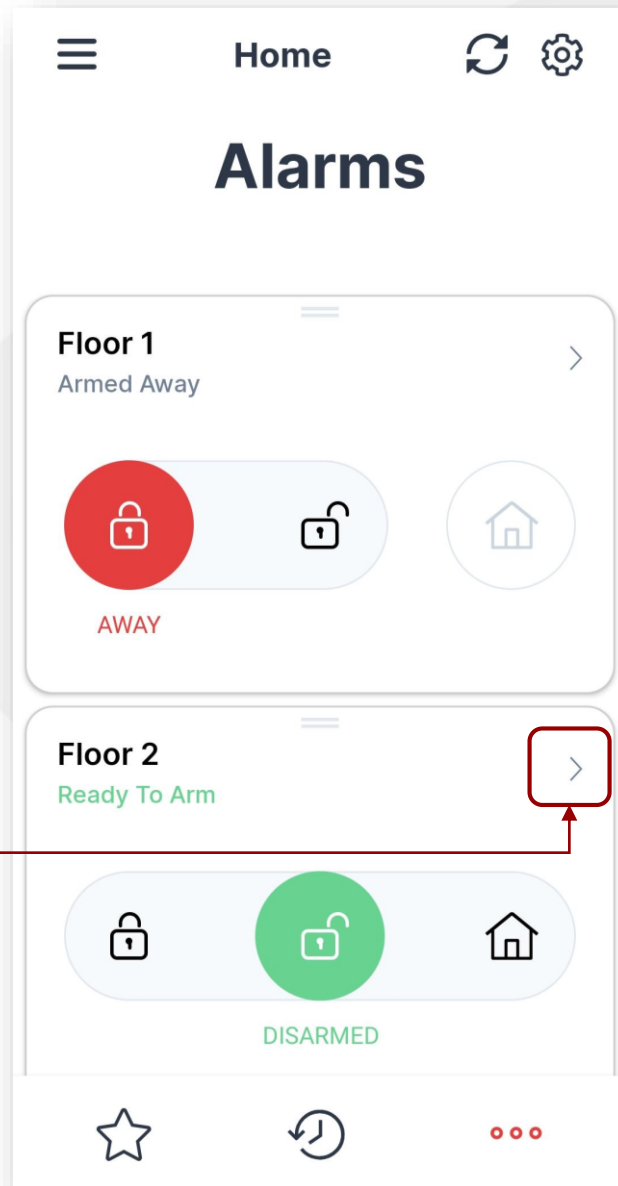 Home
Alarms
Floor 1
Armed Away
AWAY
Floor 2
Ready To Arm
DISARMED